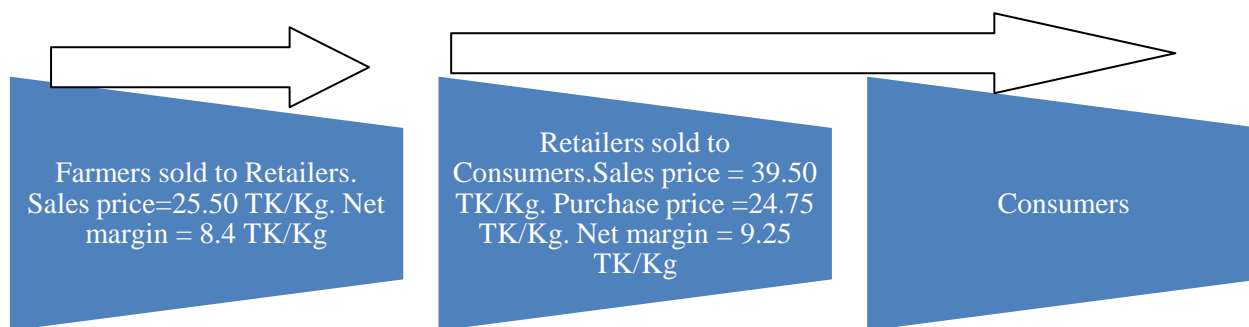 Farmers sold to Retailers.
Sales price=25.50 TK/Kg. Net
margin = 8.4 TK/Kg
Retailers sold to
Consumers.Sales price = 39.50
TK/Kg. Purchase price =24.75
TK/Kg. Net margin = 9.25
TK/Kg
Consumers